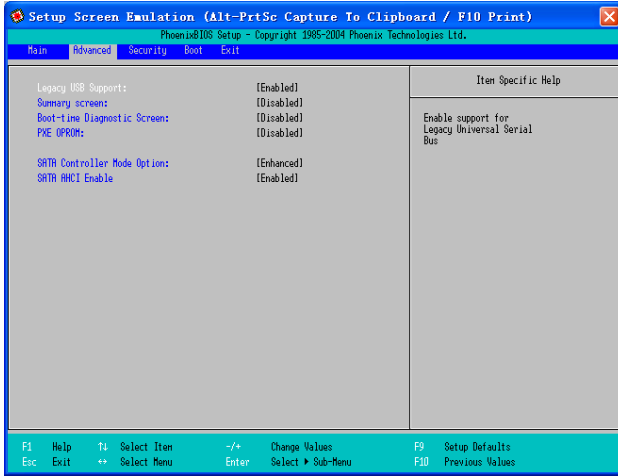 Setup Screen Emulation (Alt-PrtSc Capture To Clipboard / F10 Print)
PhoenixBIOS Setup - Copyright 1985-2004 Phoenix Technologies Ltd.
Main Advanced Security Boot Exit
Item Specific Help
Legacy USB Support: [Enabled]
Summary screen: [Disabled]
Boot-time Diagnostic Screen: [Disabled]
PXE OPROM: [Disabled]
SATA Controller Mode Option: [Enhanced]
SATA AHCI Enable [Enabled]
Enable support for
Legacy Universal Serial
Bus
F1 Help ↑↓ Select Item -/+ Change Values F9 Setup Defaults
Esc Exit ↔ Select Menu Enter Select ▶ Sub-Menu F10 Previous Values